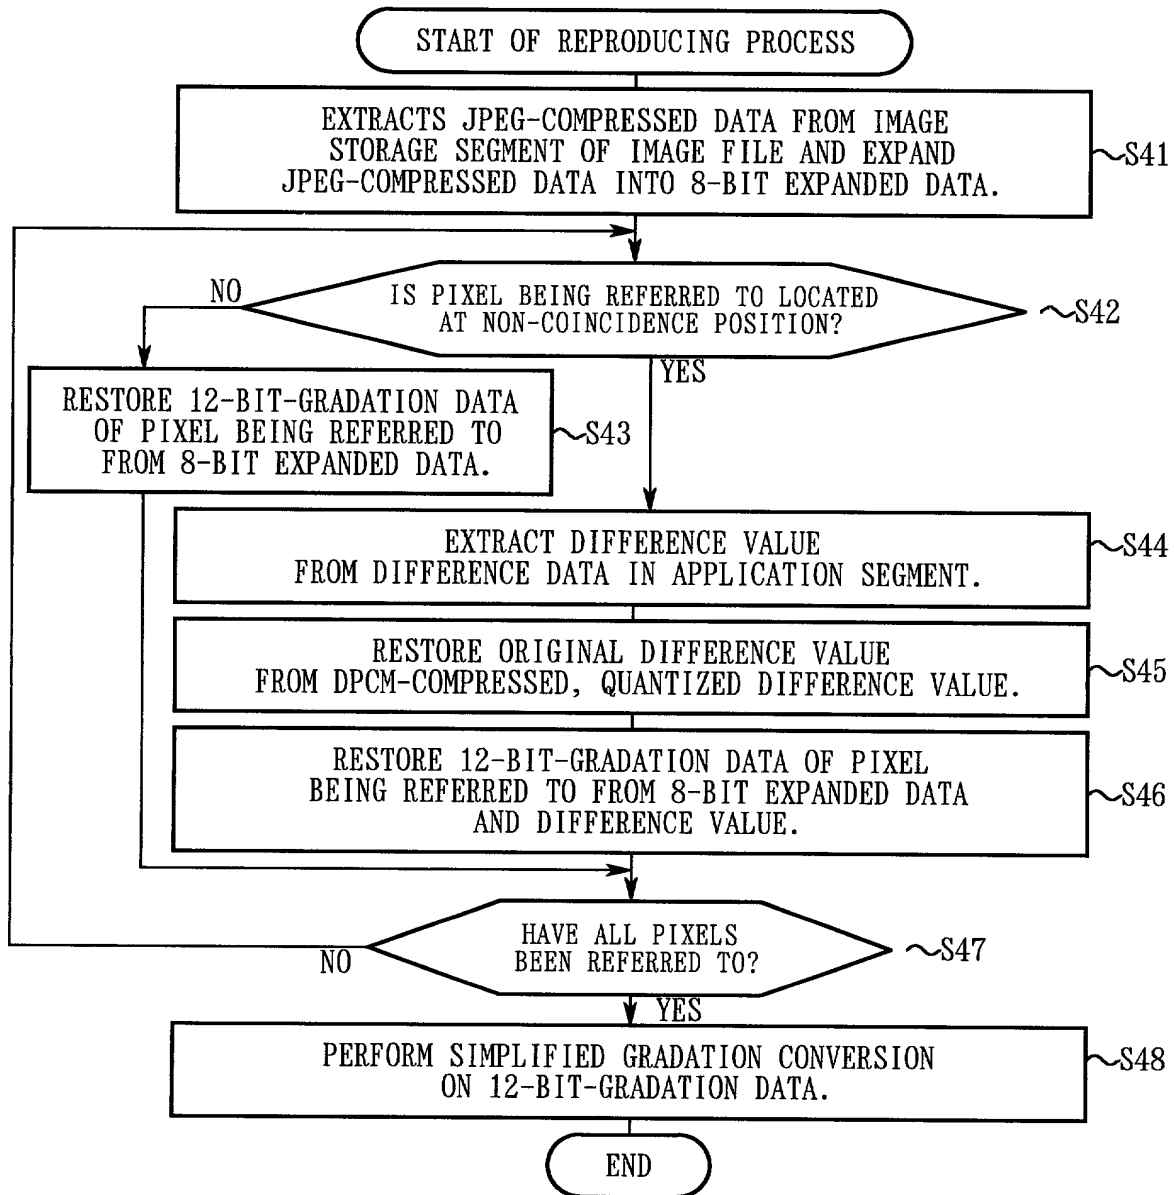 START OF REPRODUCING PROCESS
EXTRACTS JPEG-COMPRESSED DATA FROM IMAGE
STORAGE SEGMENT OF IMAGE FILE AND EXPAND
JPEG-COMPRESSED DATA INTO 8-BIT EXPANDED DATA.
S41
NO
IS PIXEL BEING REFERRED TO LOCATED
AT NON-COINCIDENCE POSITION?
S42
YES
RESTORE 12-BIT-GRADATION DATA
OF PIXEL BEING REFERRED TO
FROM 8-BIT EXPANDED DATA.
S43
EXTRACT DIFFERENCE VALUE
FROM DIFFERENCE DATA IN APPLICATION SEGMENT.
S44
RESTORE ORIGINAL DIFFERENCE VALUE
FROM DPCM-COMPRESSED, QUANTIZED DIFFERENCE VALUE.
S45
RESTORE 12-BIT-GRADATION DATA OF PIXEL
BEING REFERRED TO FROM 8-BIT EXPANDED DATA
AND DIFFERENCE VALUE.
S46
HAVE ALL PIXELS
BEEN REFERRED TO?
S47
NO
YES
PERFORM SIMPLIFIED GRADATION CONVERSION
ON 12-BIT-GRADATION DATA.
S48
END